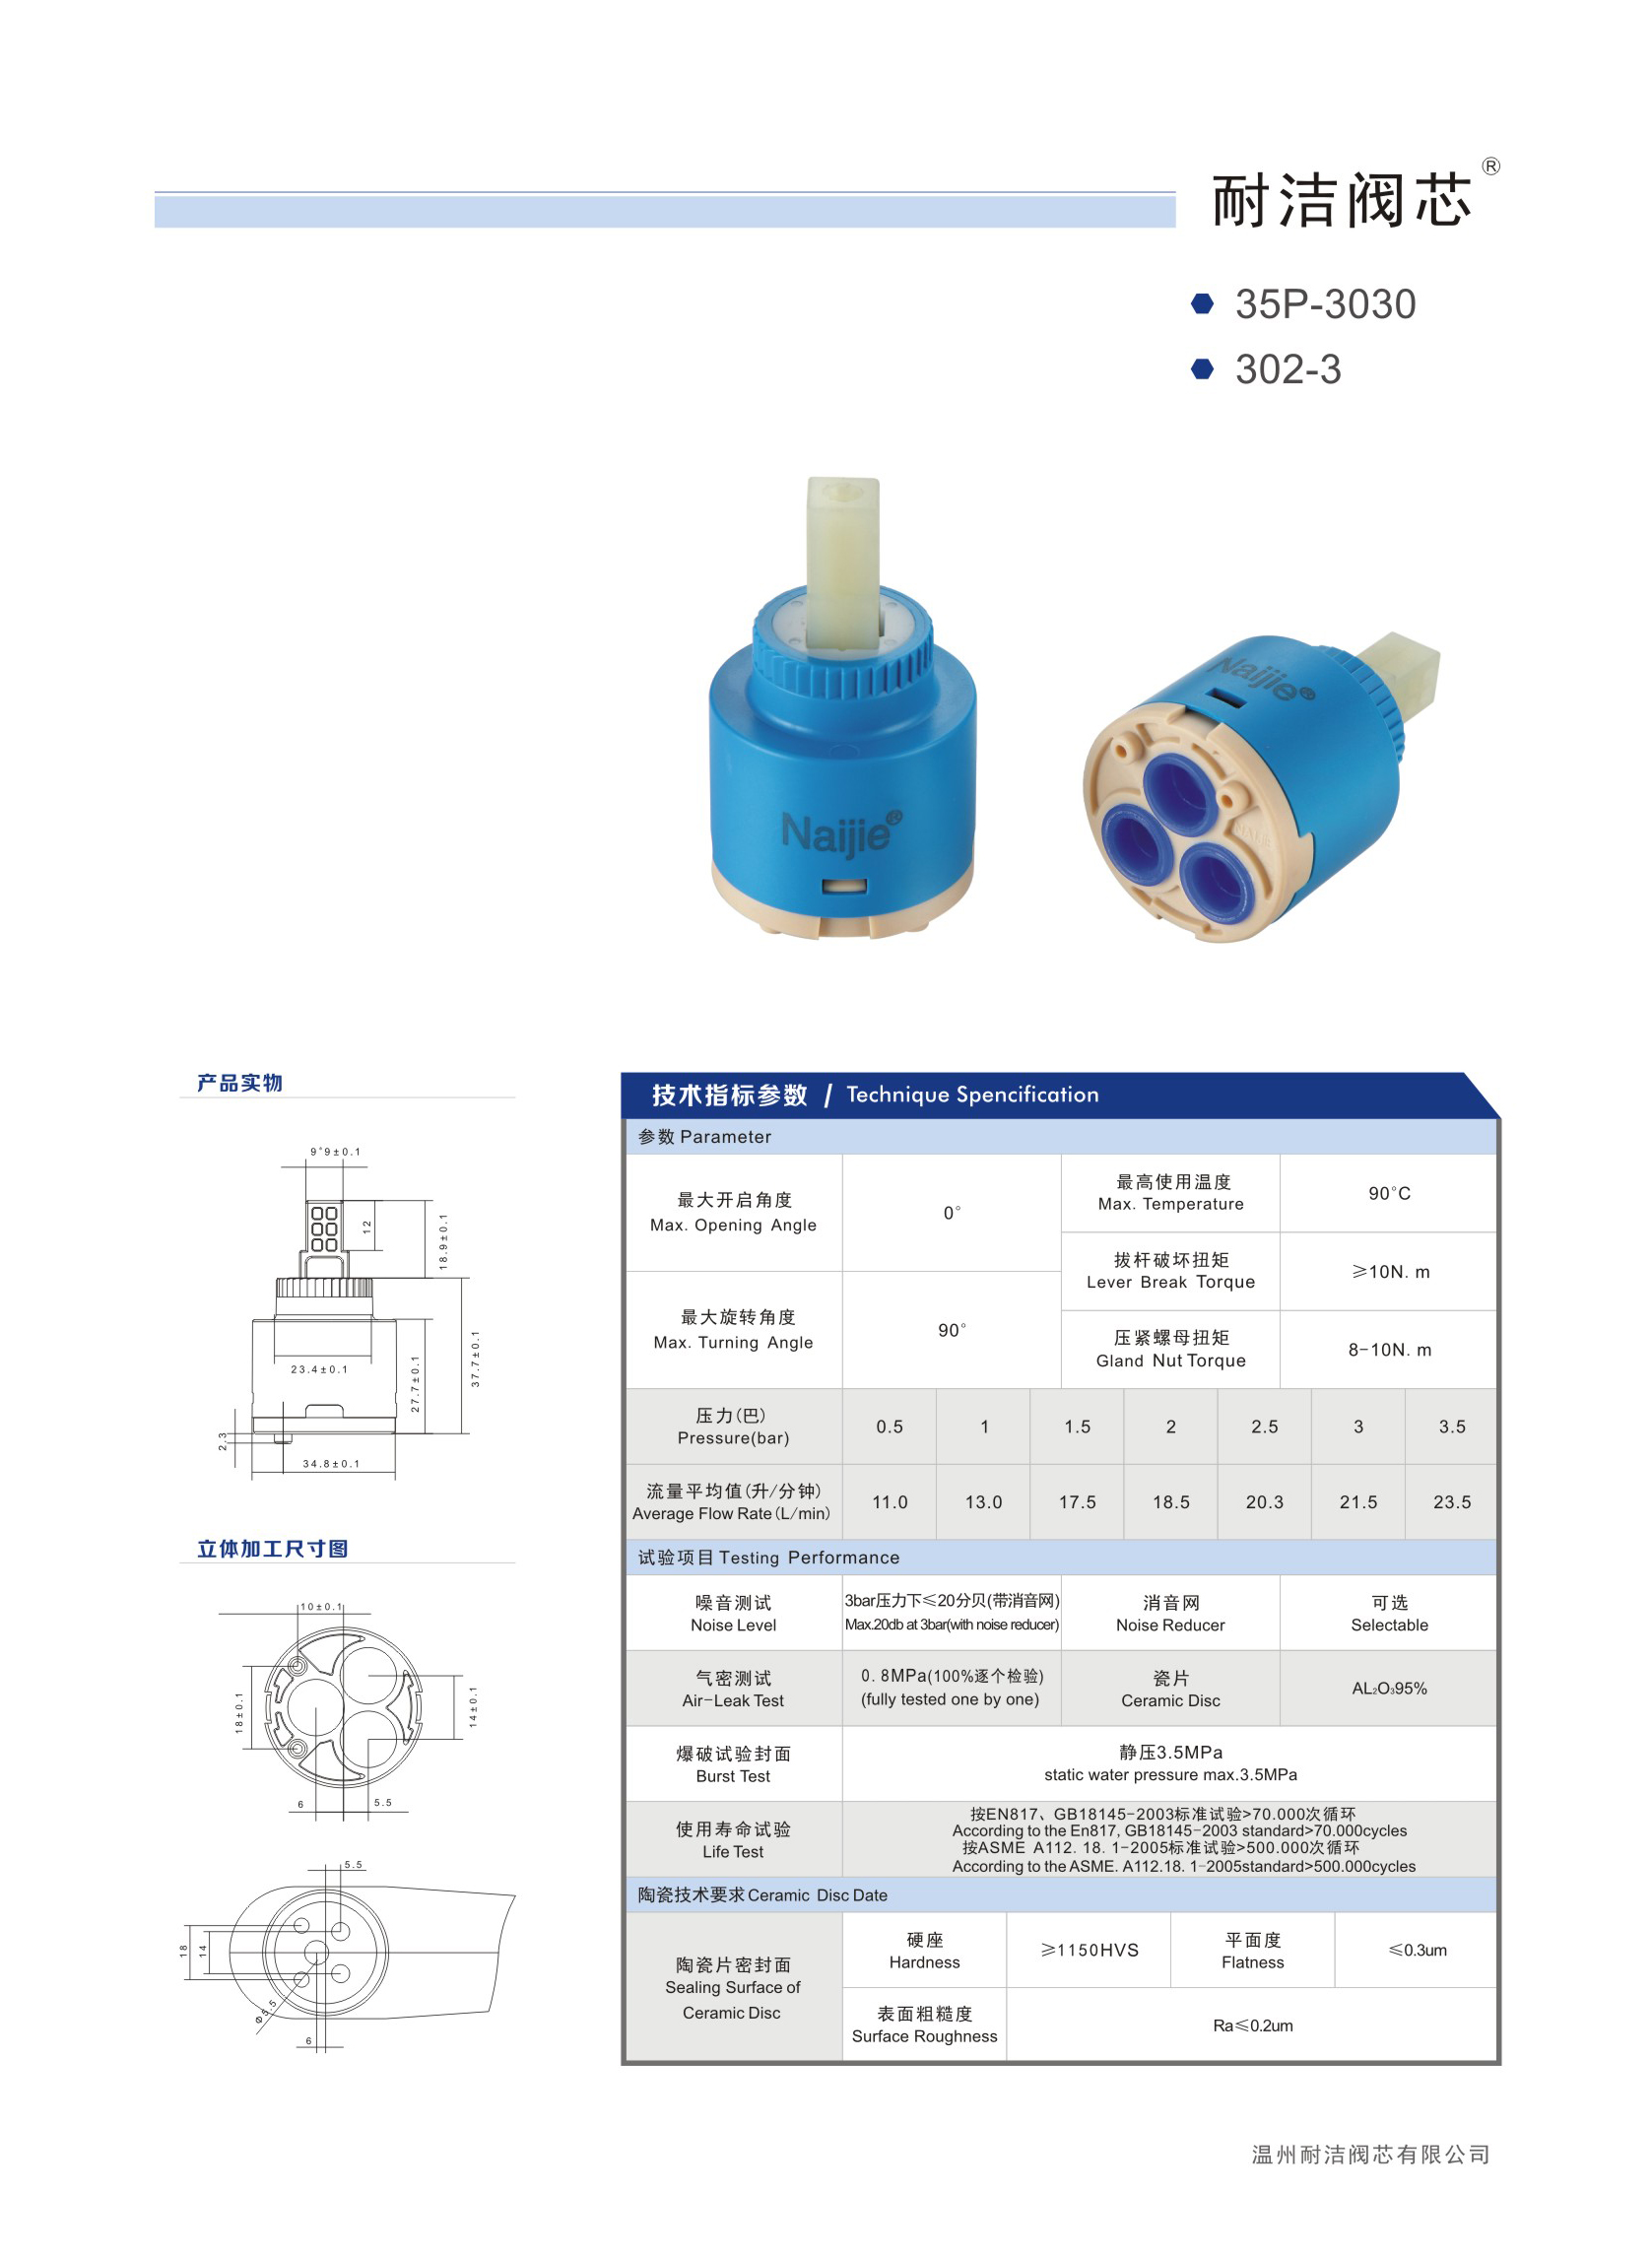 耐洁阀芯®
35P-3030
302-3
Naijie®
Naijie®
产品实物
9*9±0.1
12
18.9±0.1
23.4±0.1
27.7±0.1
37.7±0.1
2.3
34.8±0.1
立体加工尺寸图
10±0.1
18±0.1
14±0.1
6
5.5
5.5
18
14
Φ5.5
6
技术指标参数 / Technique Spencification
参数 Parameter
最大开启角度
Max. Opening Angle
0°
最高使用温度
Max. Temperature
90°C
拔杆破坏扭矩
Lever Break Torque
≥10N. m
最大旋转角度
Max. Turning Angle
90°
压紧螺母扭矩
Gland Nut Torque
8-10N. m
压力(巴)
Pressure(bar)
0.5 1 1.5 2 2.5 3 3.5
流量平均值(升/分钟)
Average Flow Rate(L/min)
11.0 13.0 17.5 18.5 20.3 21.5 23.5
试验项目 Testing Performance
噪音测试
Noise Level
3bar压力下≤20分贝(带消音网)
Max.20db at 3bar(with noise reducer)
消音网
Noise Reducer
可选
Selectable
气密测试
Air-Leak Test
0. 8MPa(100%逐个检验)
(fully tested one by one)
瓷片
Ceramic Disc
AL₂O₃95%
爆破试验封面
Burst Test
静压3.5MPa
static water pressure max.3.5MPa
使用寿命试验
Life Test
按EN817、GB18145-2003标准试验>70.000次循环
According to the En817, GB18145-2003 standard>70.000cycles
按ASME A112. 18. 1-2005标准试验>500.000次循环
According to the ASME. A112.18. 1-2005standard>500.000cycles
陶瓷技术要求 Ceramic Disc Date
陶瓷片密封面
Sealing Surface of
Ceramic Disc
硬座
Hardness
≥1150HVS
平面度
Flatness
≤0.3um
表面粗糙度
Surface Roughness
Ra≤0.2um
温州耐洁阀芯有限公司